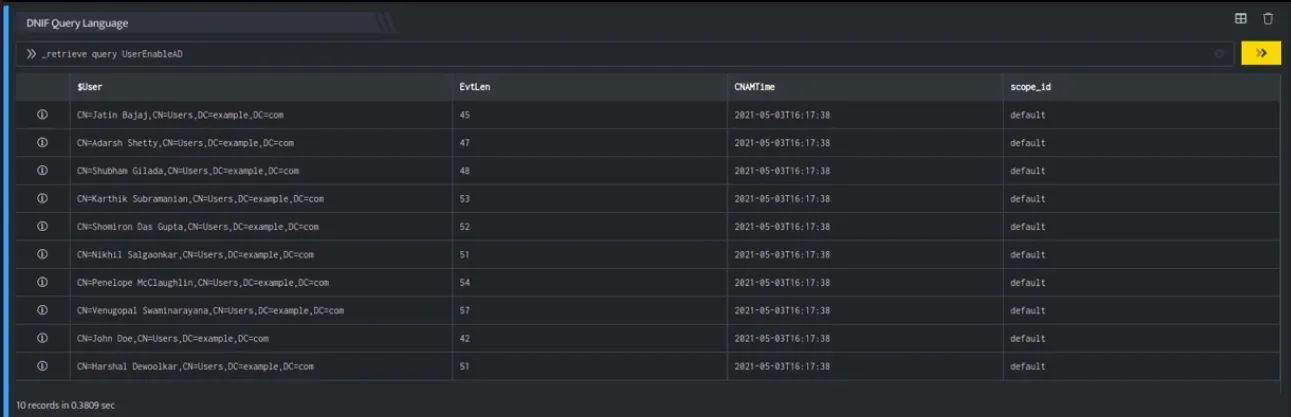 DNIF Query Language
_retrieve query UserEnableAD
$User EvtLen CNAMTime scope_id
CN=Jatin Bajaj,CN=Users,DC=example,DC=com 45 2021-05-03T16:17:38 default
CN=Adarsh Shetty,CN=Users,DC=example,DC=com 47 2021-05-03T16:17:38 default
CN=Shubham Gilada,CN=Users,DC=example,DC=com 48 2021-05-03T16:17:38 default
CN=Karthik Subramanian,CN=Users,DC=example,DC=com 53 2021-05-03T16:17:38 default
CN=Shomiron Das Gupta,CN=Users,DC=example,DC=com 52 2021-05-03T16:17:38 default
CN=Nikhil Salgaonkar,CN=Users,DC=example,DC=com 51 2021-05-03T16:17:38 default
CN=Penelope McClaughlin,CN=Users,DC=example,DC=com 54 2021-05-03T16:17:38 default
CN=Venugopal Swaminarayana,CN=Users,DC=example,DC=com 57 2021-05-03T16:17:38 default
CN=John Doe,CN=Users,DC=example,DC=com 42 2021-05-03T16:17:38 default
CN=Harshal Dewoolkar,CN=Users,DC=example,DC=com 51 2021-05-03T16:17:38 default
10 records in 0.3809 sec